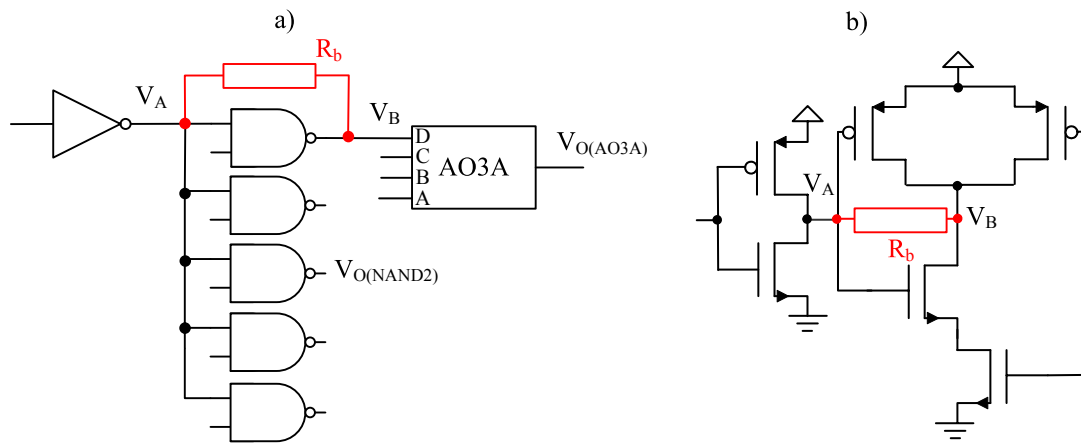 a)
R_b
V_A
V_B
D
C
B
A
AO3A
V_O(AO3A)
V_O(NAND2)
b)
V_A
V_B
R_b